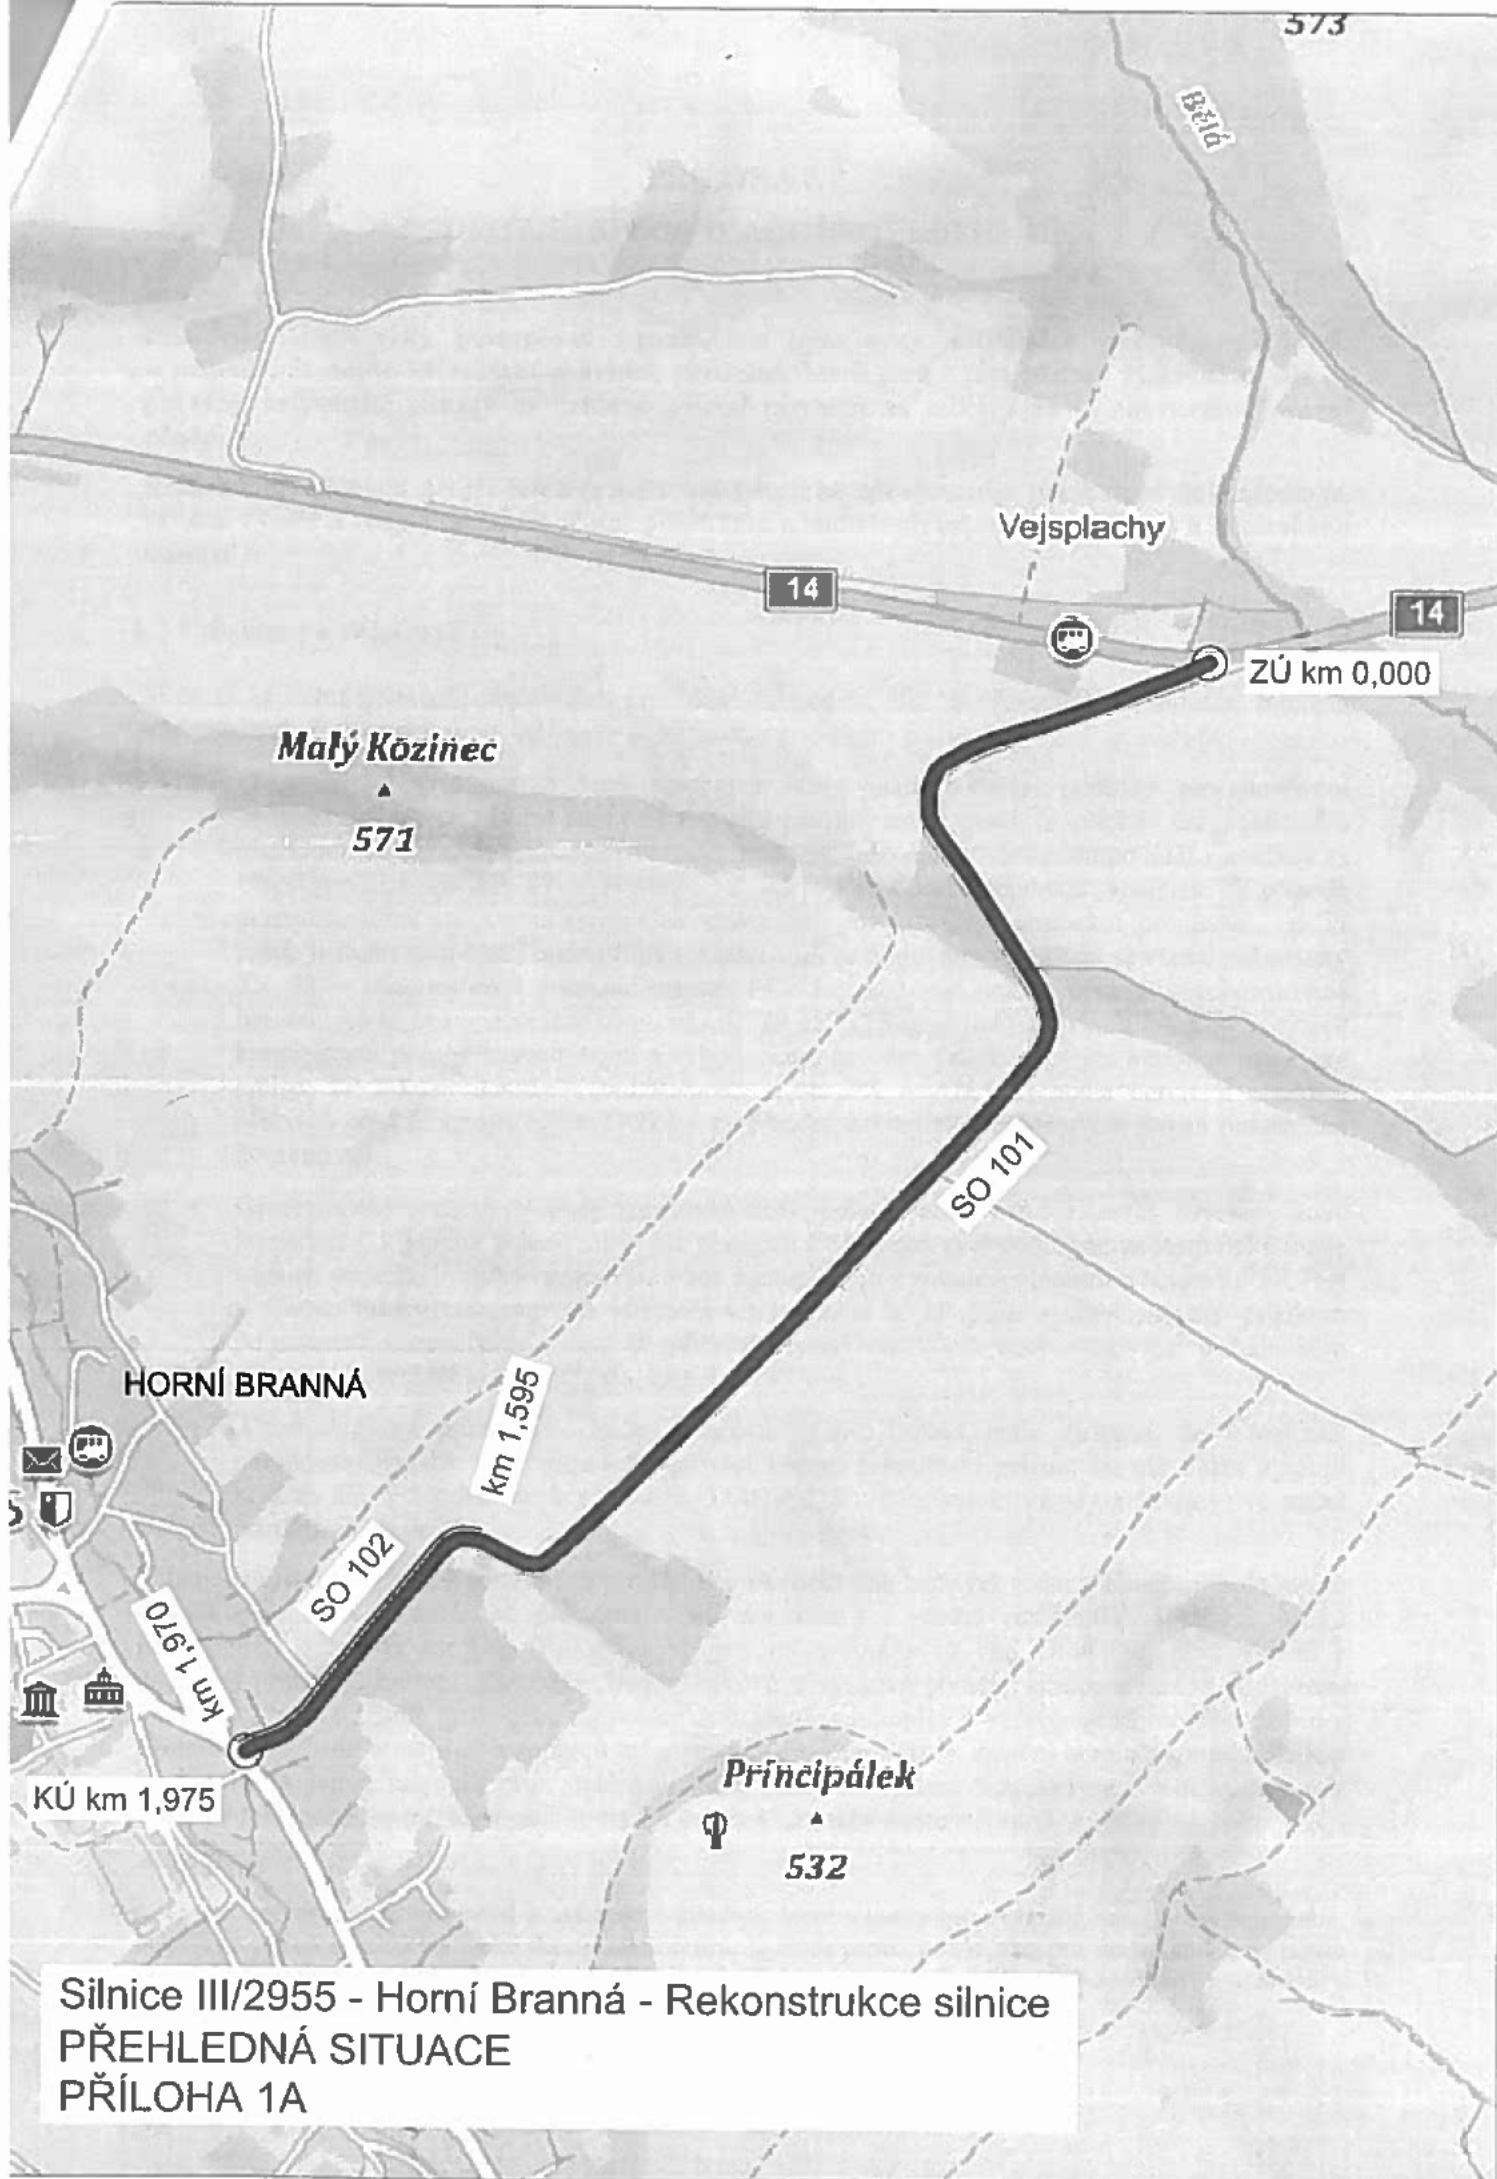 573
Bělá
Vejsplachy
14
14
ZÚ km 0,000
Malý Kozinec
571
SO 101
HORNÍ BRANNÁ
km 1,595
SO 102
km 1,970
KÚ km 1,975
Principálek
532
Silnice III/2955 - Horní Branná - Rekonstrukce silnice
PŘEHLEDNÁ SITUACE
PŘÍLOHA 1A